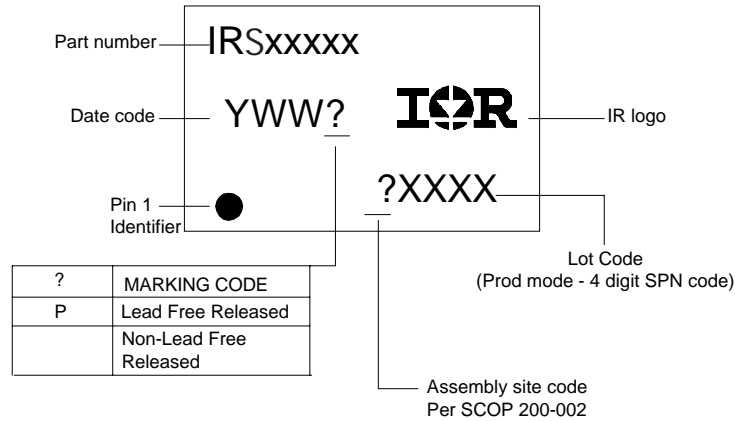 Part number
IRSxxxxx
Date code
YWW?
IOR
IR logo
Pin 1
Identifier
?XXXX
Lot Code
(Prod mode - 4 digit SPN code)
? MARKING CODE
P Lead Free Released
Non-Lead Free
Released
Assembly site code
Per SCOP 200-002